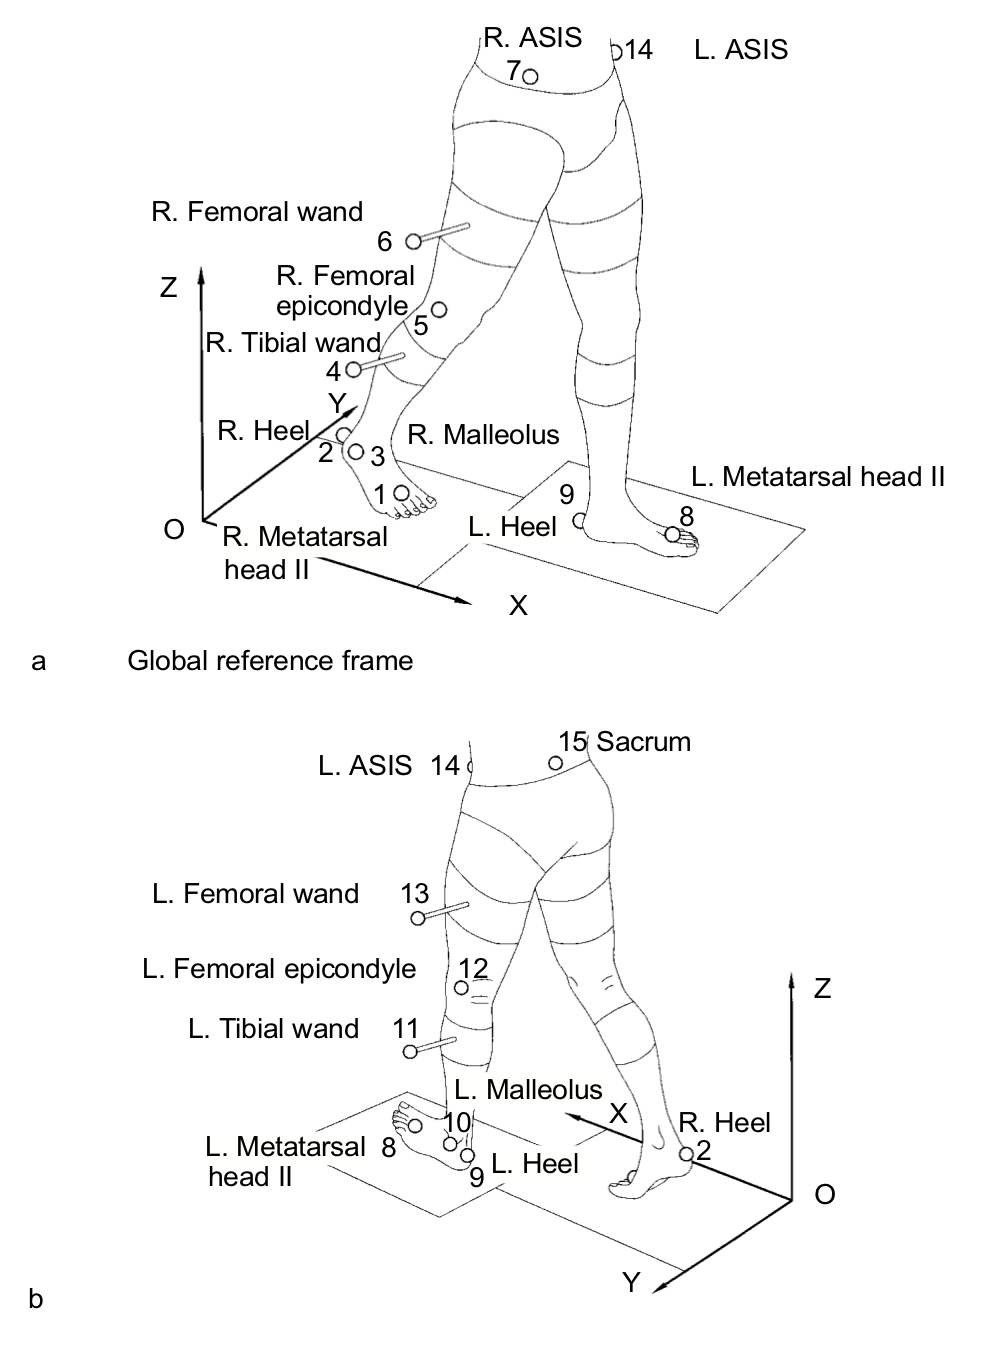 R. ASIS
7
14 L. ASIS
R. Femoral wand
6
Z
R. Femoral
epicondyle
5
R. Tibial wand
4
Y
R. Heel
2
3
R. Malleolus
1
L. Metatarsal head II
9
8
L. Heel
O
R. Metatarsal
head II
X
a Global reference frame
15 Sacrum
L. ASIS 14
L. Femoral wand 13
L. Femoral epicondyle 12
Z
L. Tibial wand 11
L. Malleolus
X
10
R. Heel
2
L. Metatarsal 8
head II
L. Heel
9
O
Y
b